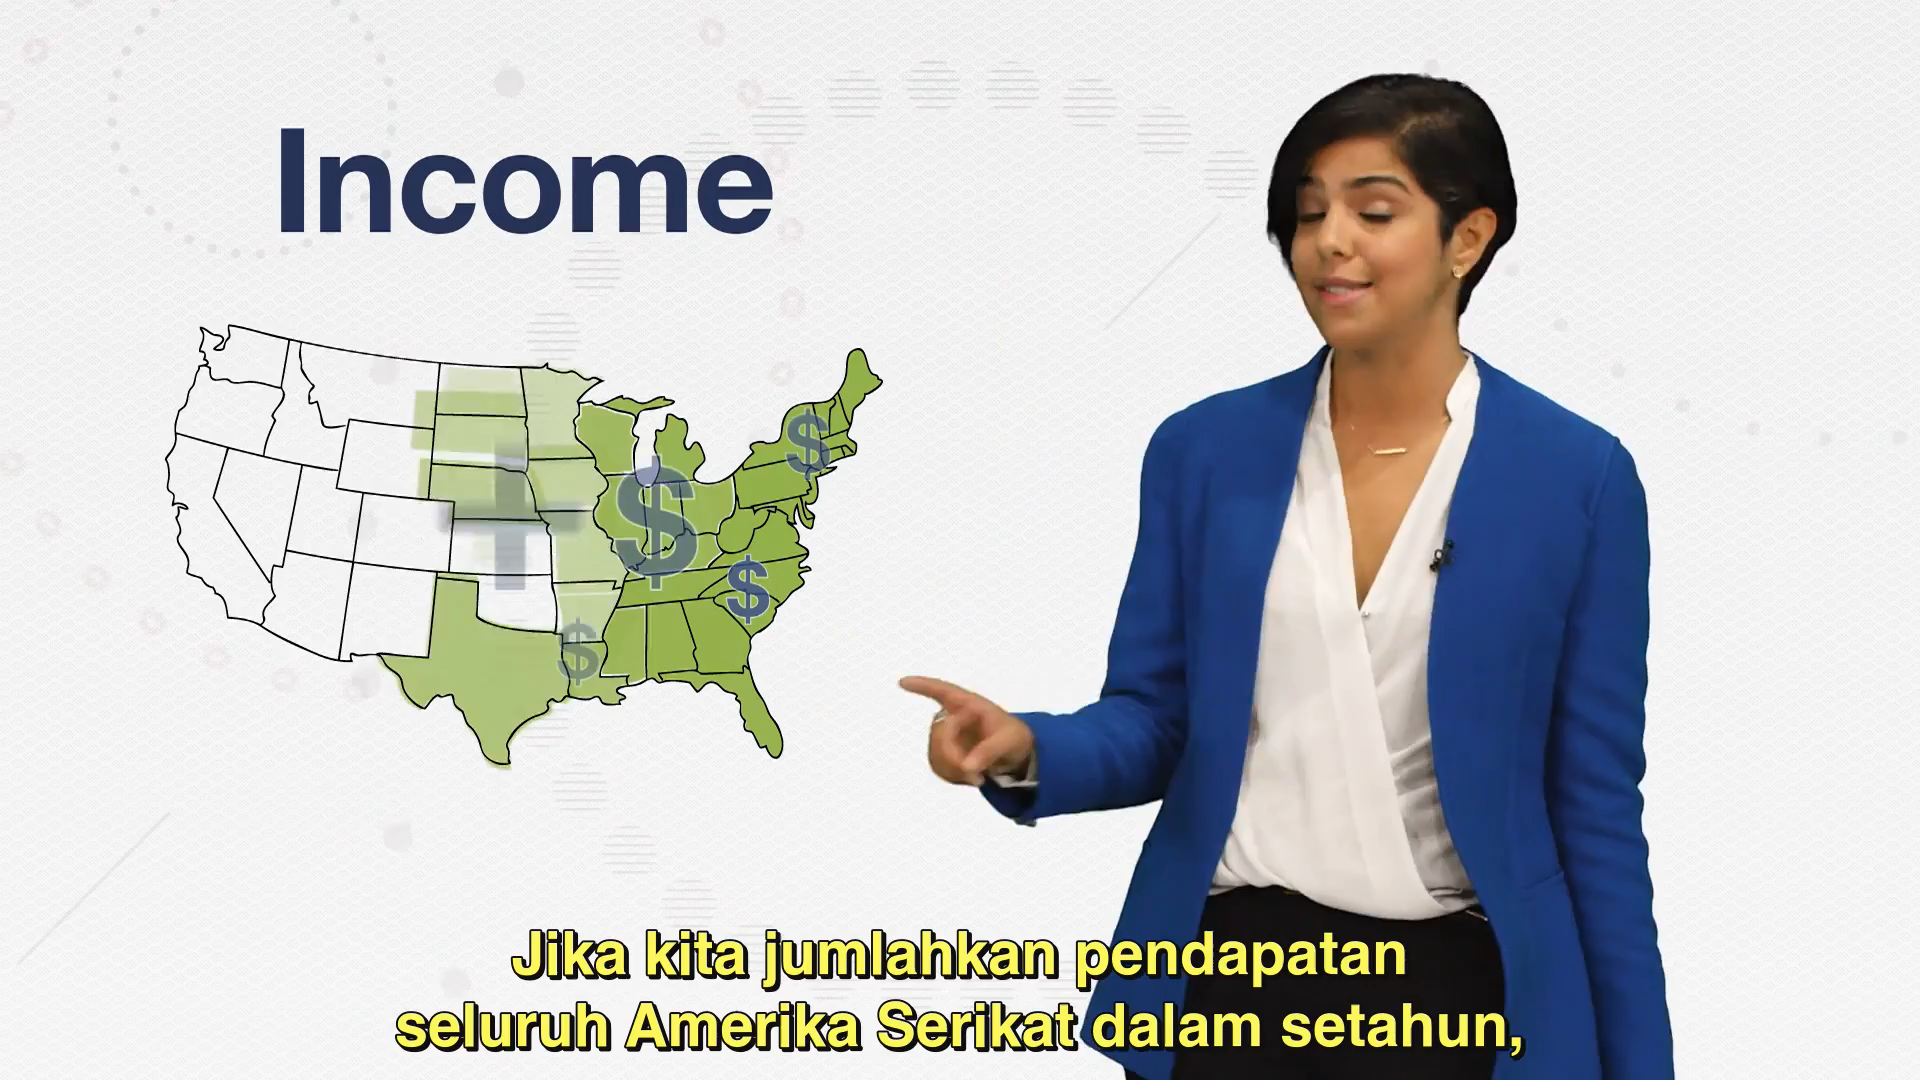 Income
$
$
$
$
Jika kita jumlahkan pendapatan
seluruh Amerika Serikat dalam setahun,